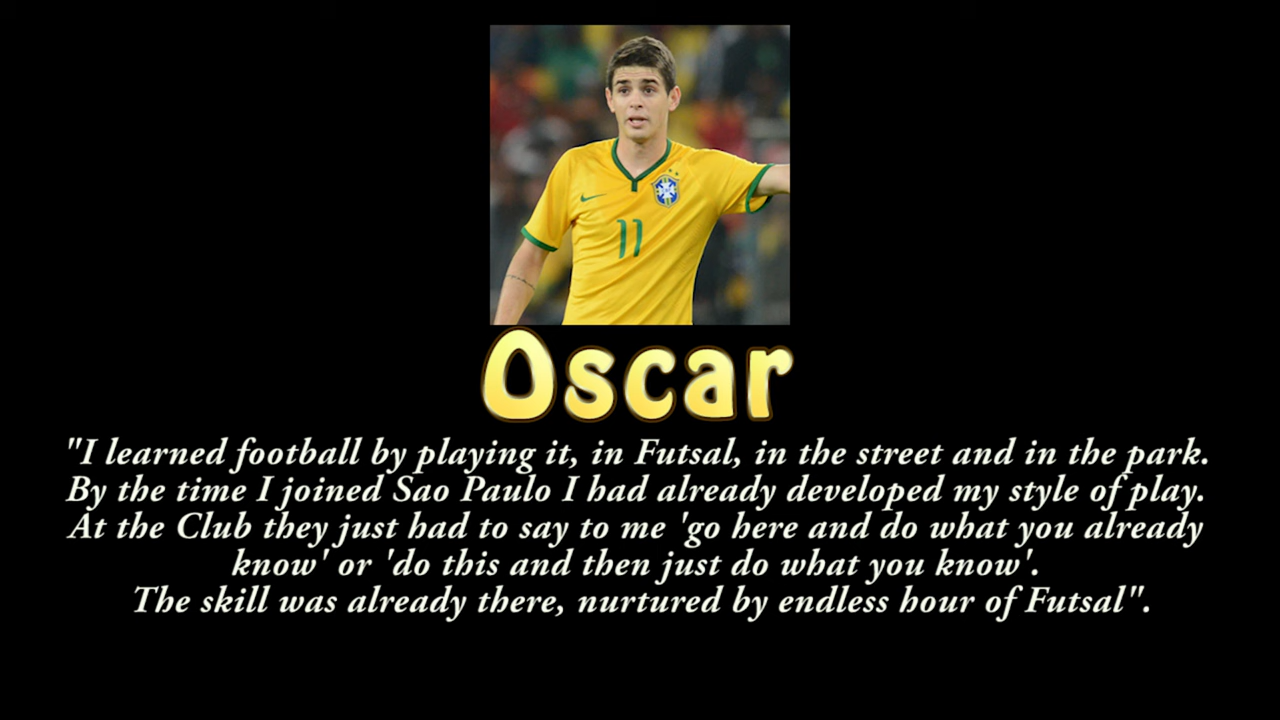 11
Oscar
"I learned football by playing it, in Futsal, in the street and in the park.
By the time I joined Sao Paulo I had already developed my style of play.
At the Club they just had to say to me 'go here and do what you already
know' or 'do this and then just do what you know'.
The skill was already there, nurtured by endless hour of Futsal".